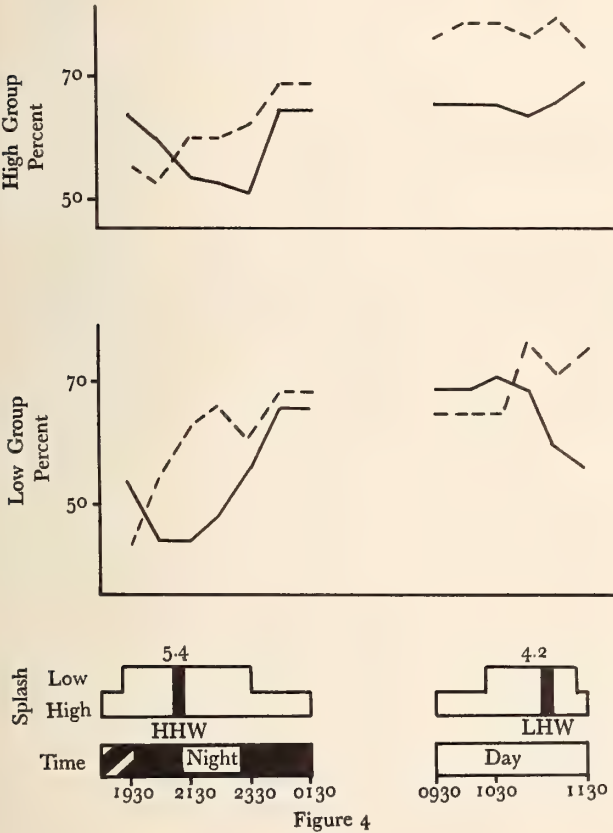 High Group
Percent
70
50
Low Group
Percent
70
50
Splash
Low
High
5.4
HHW
4.2
LHW
Time
Night
Day
1930 2130 2330 0130
0930 1030 1130
Figure 4